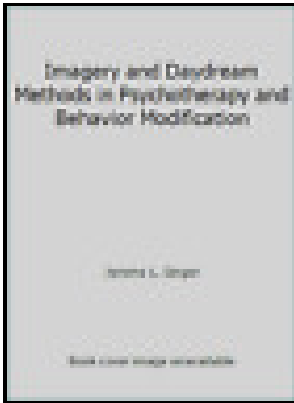 Imagery and Daydream
Methods in Psychotherapy and
Behavior Modification
Jerome L. Singer
Book cover image unavailable